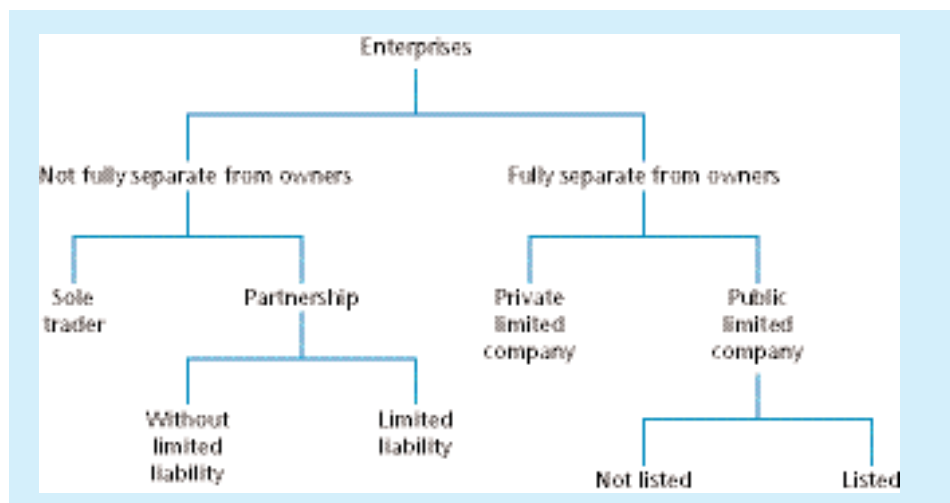 Enterprises
Not fully separate from owners
Fully separate from owners
Sole
trader
Partnership
Private
limited
company
Public
limited
company
Without
limited
liability
Limited
liability
Not listed
Listed